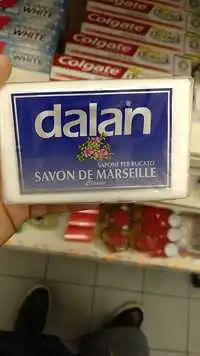 WHITE
Colgate
Colgate
WHITE
Colgate
dalan
SAPONE PER BUCATO
SAVON DE MARSEILLE
Classic